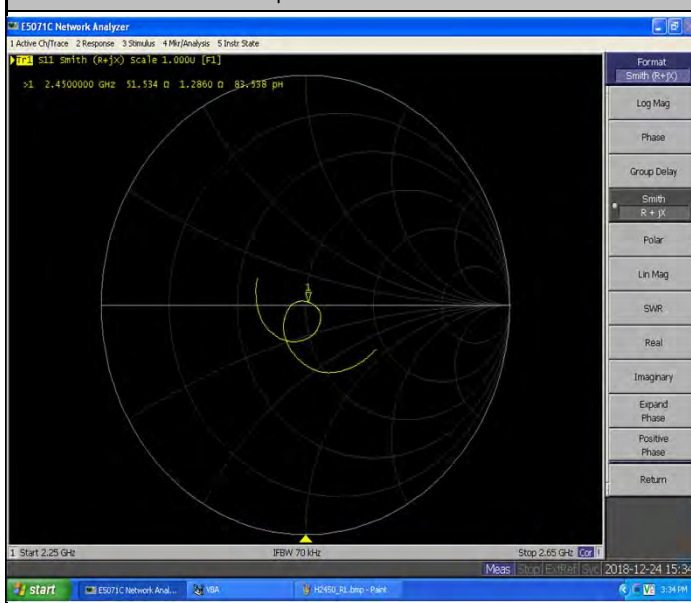 E5071C Network Analyzer
1 Active Ch/Trace 2 Response 3 Stimulus 4 Mkr/Analysis 5 Instr State
Tr1 S11 Smith (R+jX) Scale 1.000U [F1]
>1 2.4500000 GHz 51.534 Ω 1.2860 Ω 83.538 pH
1
Format
Smith (R+jX)
Log Mag
Phase
Group Delay
Smith
R + jX
Polar
Lin Mag
SWR
Real
Imaginary
Expand
Phase
Positive
Phase
Return
1 Start 2.25 GHz IFBW 70 kHz Stop 2.65 GHz Cor !
Meas Stop ExtRef Svc 2018-12-24 15:34
start E5071C Network Anal... VBA H2450_R1.bmp - Paint 3:34 PM